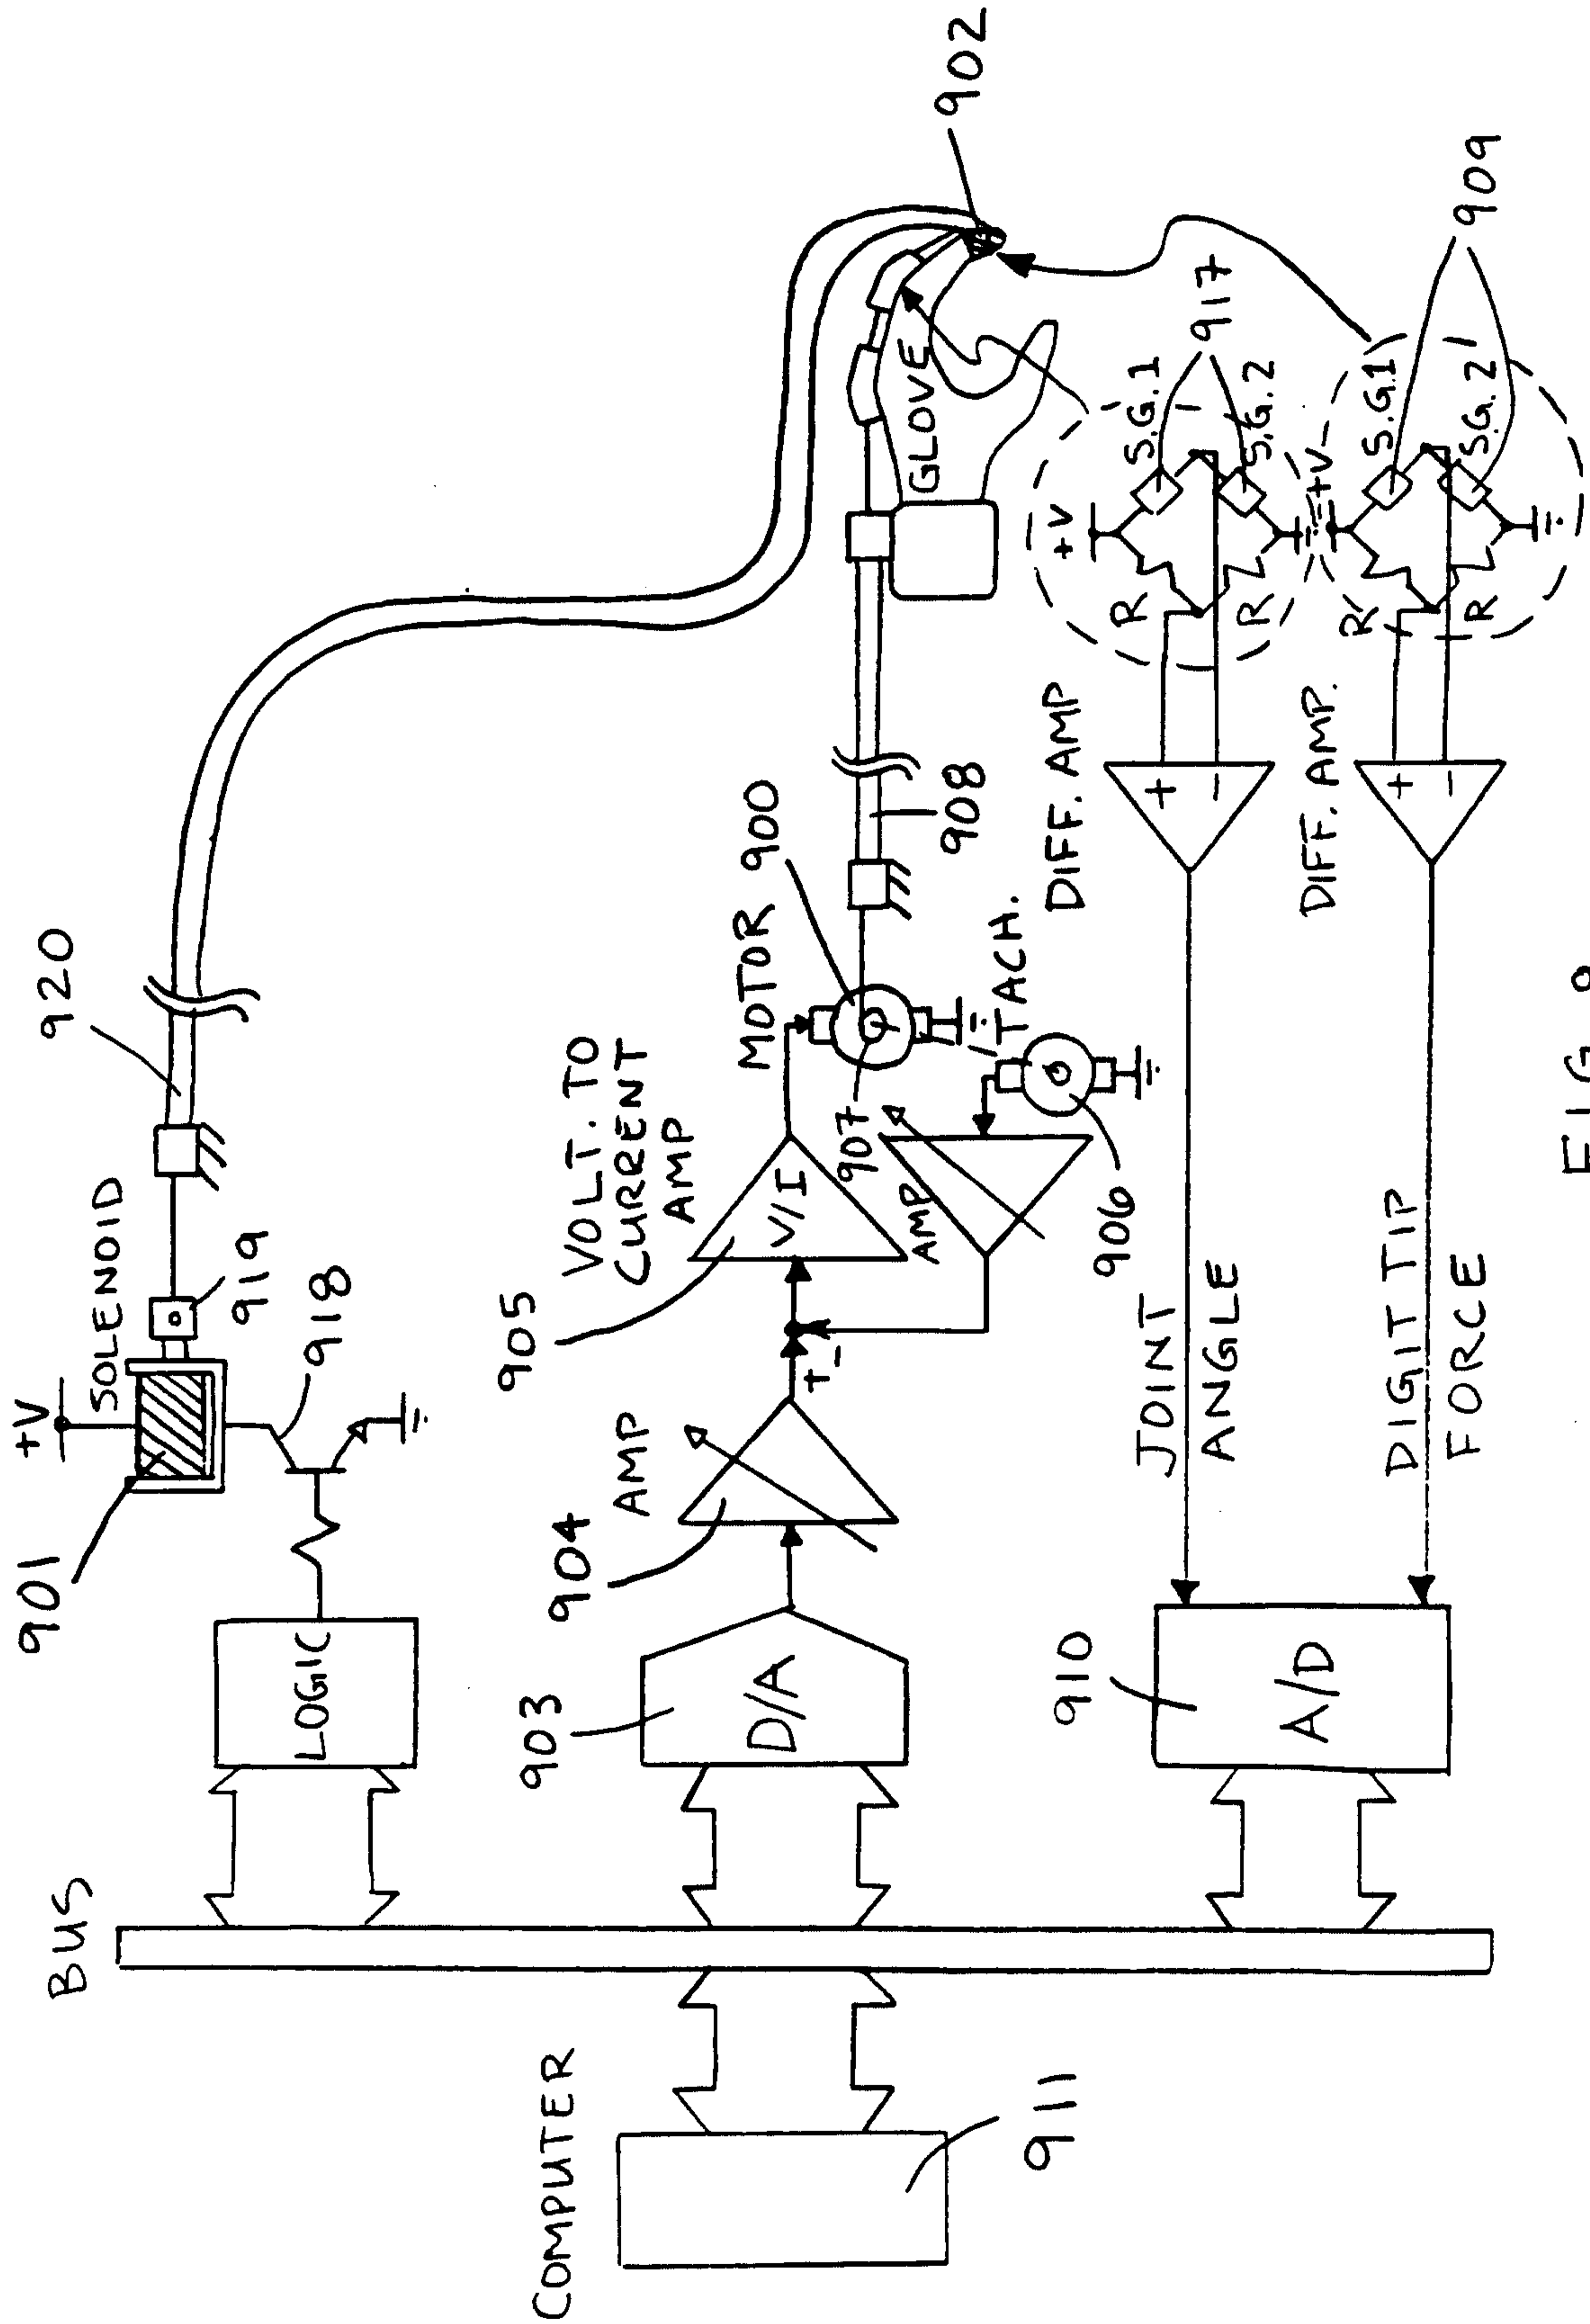 BUS
COMPUTER
911
901
+V
SOLENOID
919
918
920
LOGIC
903
D/A
904
AMP
+
-
905
VOLT. TO
CURRENT
AMP
V/I
MOTOR
900
907
AMP
906
TACH.
908
GLOVE
902
910
A/D
JOINT
ANGLE
DIGIT TIP
FORCE
DIFF. AMP
+
-
DIFF. AMP.
+
-
+V
R
R
S.G.1
S.G.2
917
+V
R
R
S.G.1
S.G.2
909